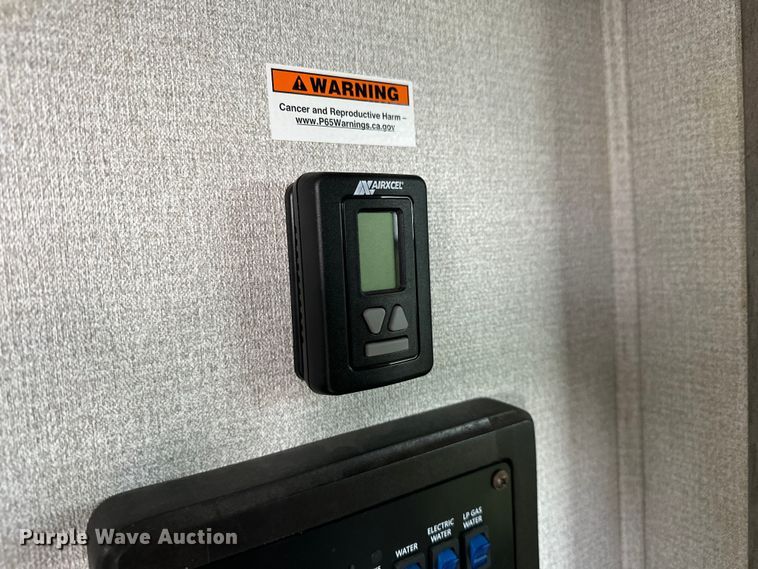 WARNING
Cancer and Reproductive Harm –
www.P65Warnings.ca.gov
AIRXCEL
WATER
ELECTRIC
WATER
LP GAS
WATER
Purple Wave Auction